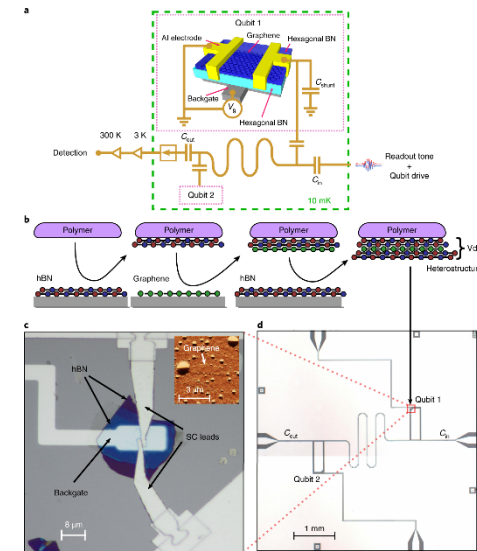 a
Qubit 1
Al electrode
Graphene
Hexagonal BN
Backgate
V_g
C_shunt
Hexagonal BN
300 K
3 K
C_out
Detection
C_in
Readout tone
+
Qubit drive
Qubit 2
10 mK
b
Polymer
Polymer
Polymer
Polymer
hBN
Graphene
hBN
Vd
Heterostructu
c
hBN
Graphene
3 μm
SC leads
Backgate
8 μm
d
Qubit 1
C_out
C_in
Qubit 2
1 mm